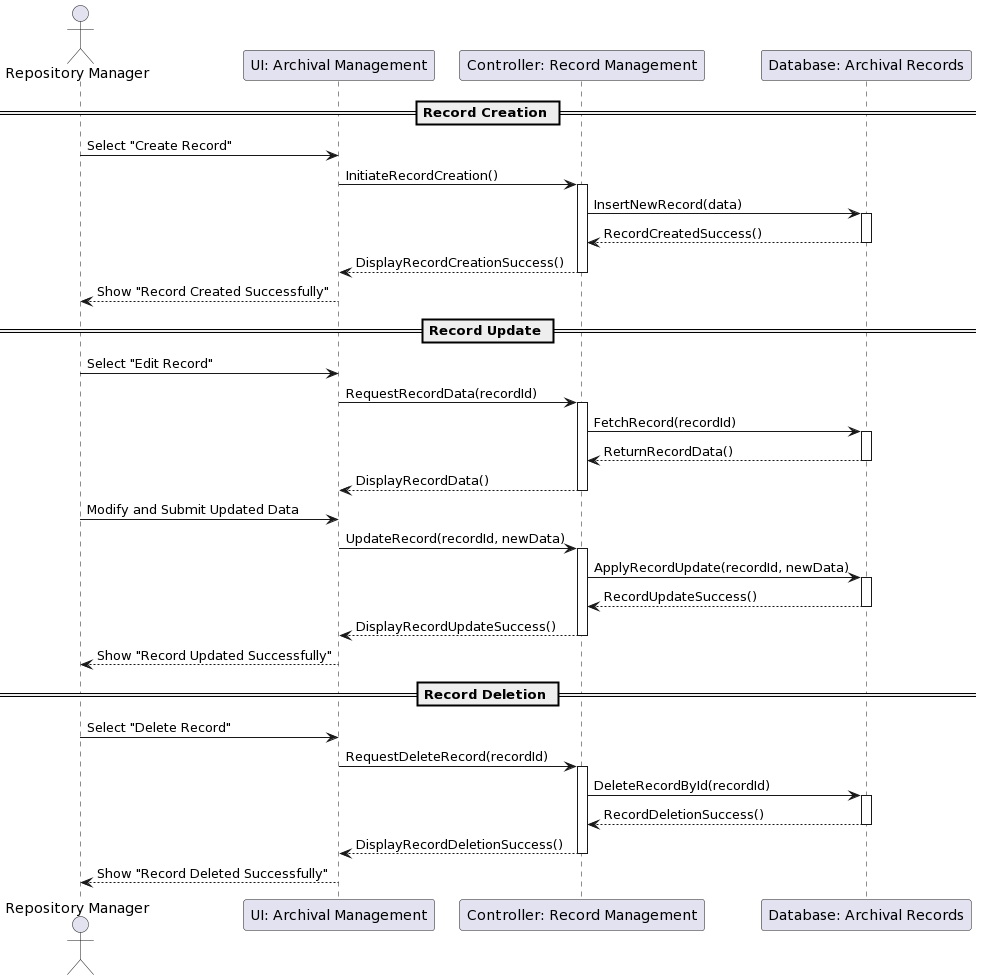 Repository Manager
UI: Archival Management
Controller: Record Management
Database: Archival Records
Record Creation
Select "Create Record"
InitiateRecordCreation()
InsertNewRecord(data)
RecordCreatedSuccess()
DisplayRecordCreationSuccess()
Show "Record Created Successfully"
Record Update
Select "Edit Record"
RequestRecordData(recordId)
FetchRecord(recordId)
ReturnRecordData()
DisplayRecordData()
Modify and Submit Updated Data
UpdateRecord(recordId, newData)
ApplyRecordUpdate(recordId, newData)
RecordUpdateSuccess()
DisplayRecordUpdateSuccess()
Show "Record Updated Successfully"
Record Deletion
Select "Delete Record"
RequestDeleteRecord(recordId)
DeleteRecordById(recordId)
RecordDeletionSuccess()
DisplayRecordDeletionSuccess()
Show "Record Deleted Successfully"
Repository Manager
UI: Archival Management
Controller: Record Management
Database: Archival Records